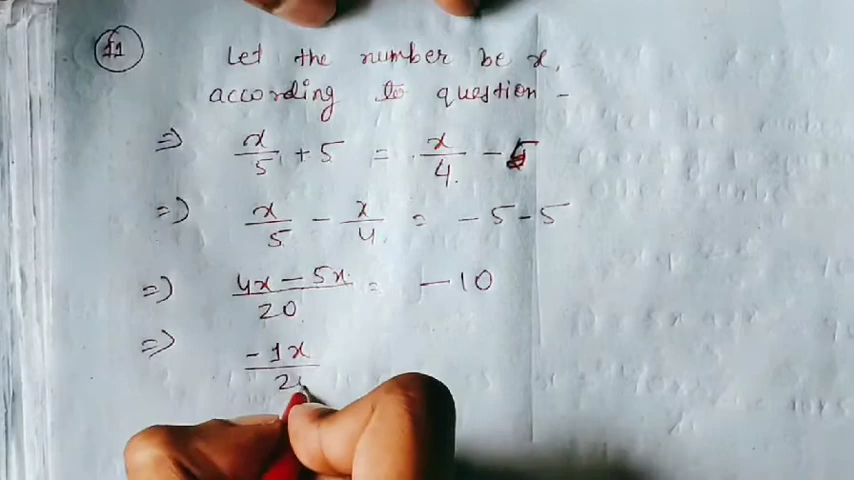 Let the number be x,
according to question -
⇒ x/5 + 5 = x/4 - 5
⇒ x/5 - x/4 = -5-5
⇒ 4x - 5x / 20 = -10
⇒ -1x / 2